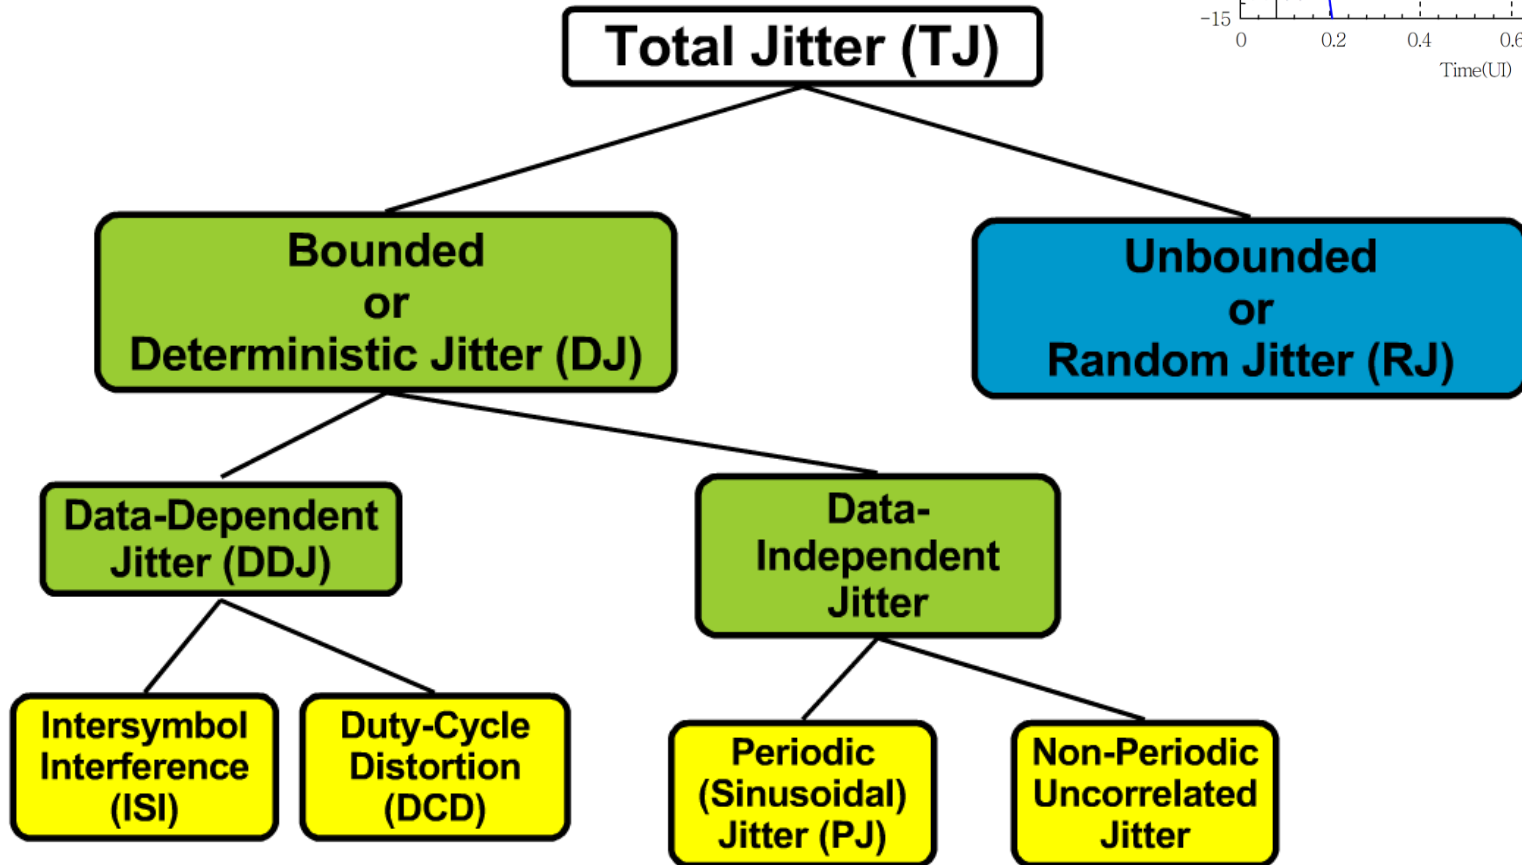 Total Jitter (TJ)
-15
0 0.2 0.4 0.6
Time(UI)
Bounded
or
Deterministic Jitter (DJ)
Unbounded
or
Random Jitter (RJ)
Data-Dependent
Jitter (DDJ)
Data-
Independent
Jitter
Intersymbol
Interference
(ISI)
Duty-Cycle
Distortion
(DCD)
Periodic
(Sinusoidal)
Jitter (PJ)
Non-Periodic
Uncorrelated
Jitter